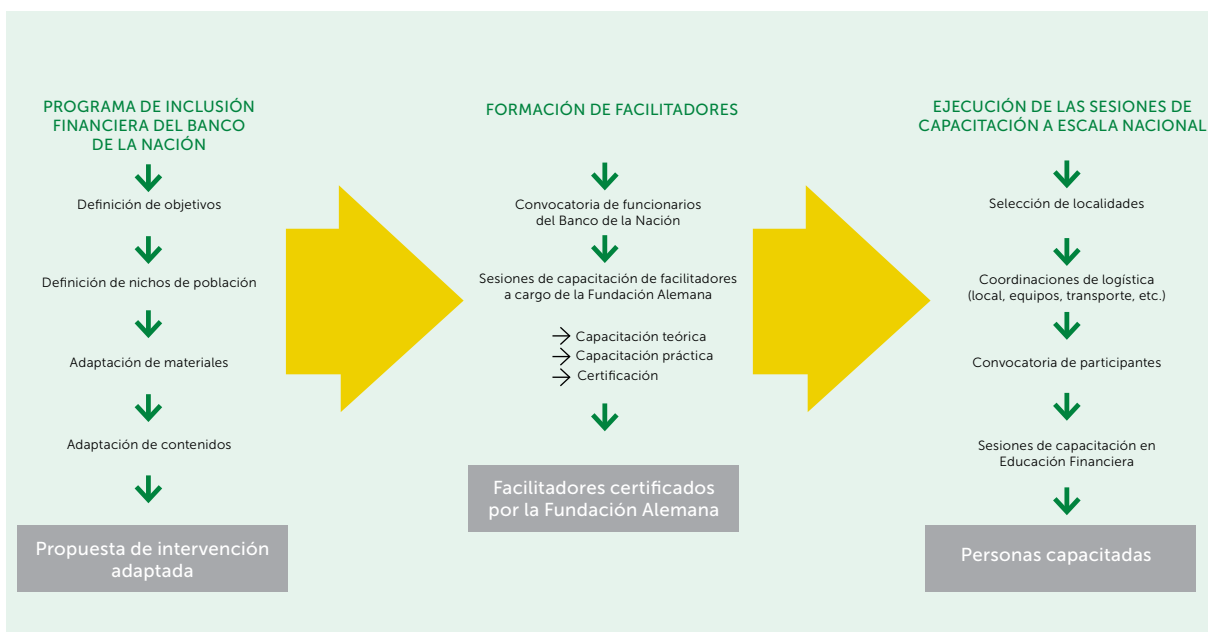 PROGRAMA DE INCLUSIÓN
FINANCIERA DEL BANCO
DE LA NACIÓN
Definición de objetivos
Definición de nichos de población
Adaptación de materiales
Adaptación de contenidos
Propuesta de intervención
adaptada
FORMACIÓN DE FACILITADORES
Convocatoria de funcionarios
del Banco de la Nación
Sesiones de capacitación de facilitadores
a cargo de la Fundación Alemana
Capacitación teórica
Capacitación práctica
Certificación
Facilitadores certificados
por la Fundación Alemana
EJECUCIÓN DE LAS SESIONES DE
CAPACITACIÓN A ESCALA NACIONAL
Selección de localidades
Coordinaciones de logística
(local, equipos, transporte, etc.)
Convocatoria de participantes
Sesiones de capacitación en
Educación Financiera
Personas capacitadas